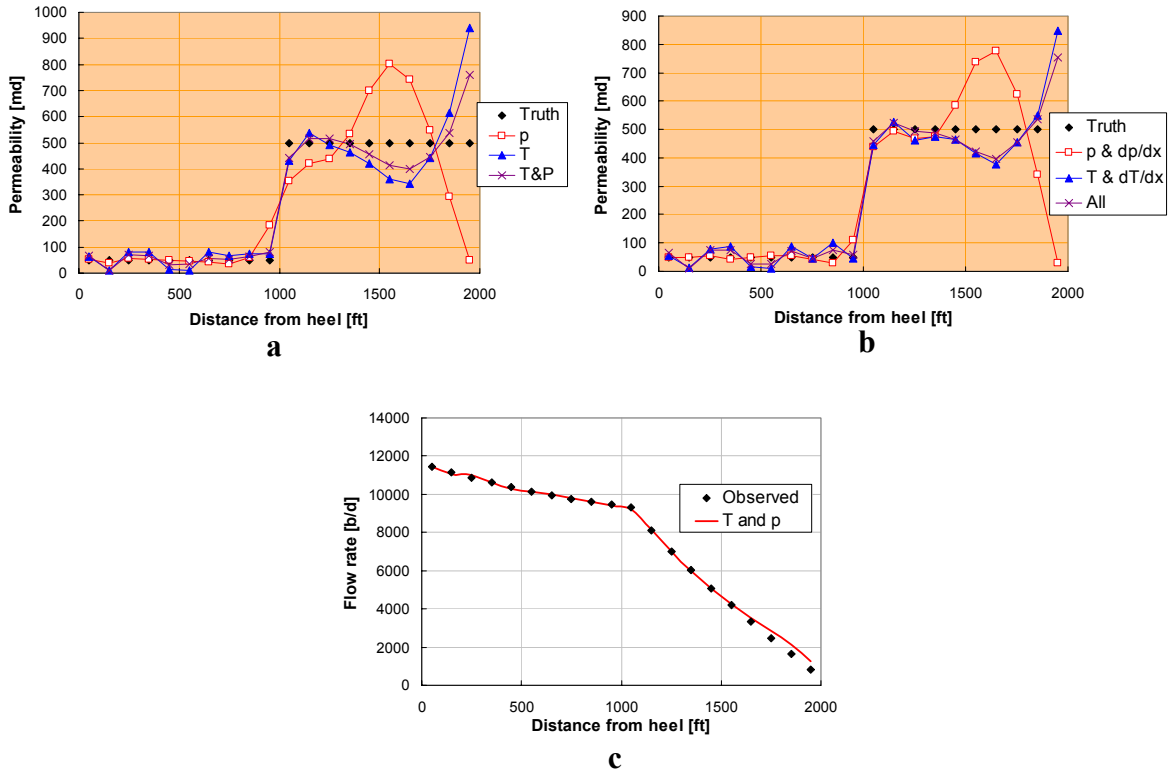 1000
900
800
700
600
500
400
300
200
100
0
Permeability [md]
0 500 1000 1500 2000
Distance from heel [ft]
Truth
p
T
T&P
a
900
800
700
600
500
400
300
200
100
0
Permeability [md]
0 500 1000 1500 2000
Distance from heel [ft]
Truth
p & dp/dx
T & dT/dx
All
b
14000
12000
10000
8000
6000
4000
2000
0
Flow rate [b/d]
0 500 1000 1500 2000
Distance from heel [ft]
Observed
T and p
c